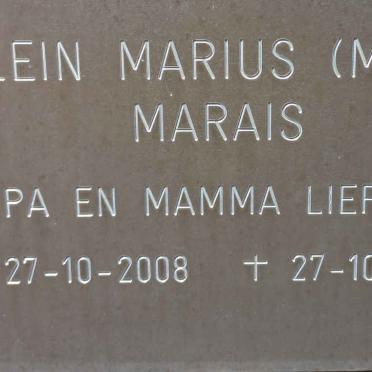 LEIN MARIUS (M
MARAIS
PA EN MAMMA LIEF
27-10-2008 † 27-10